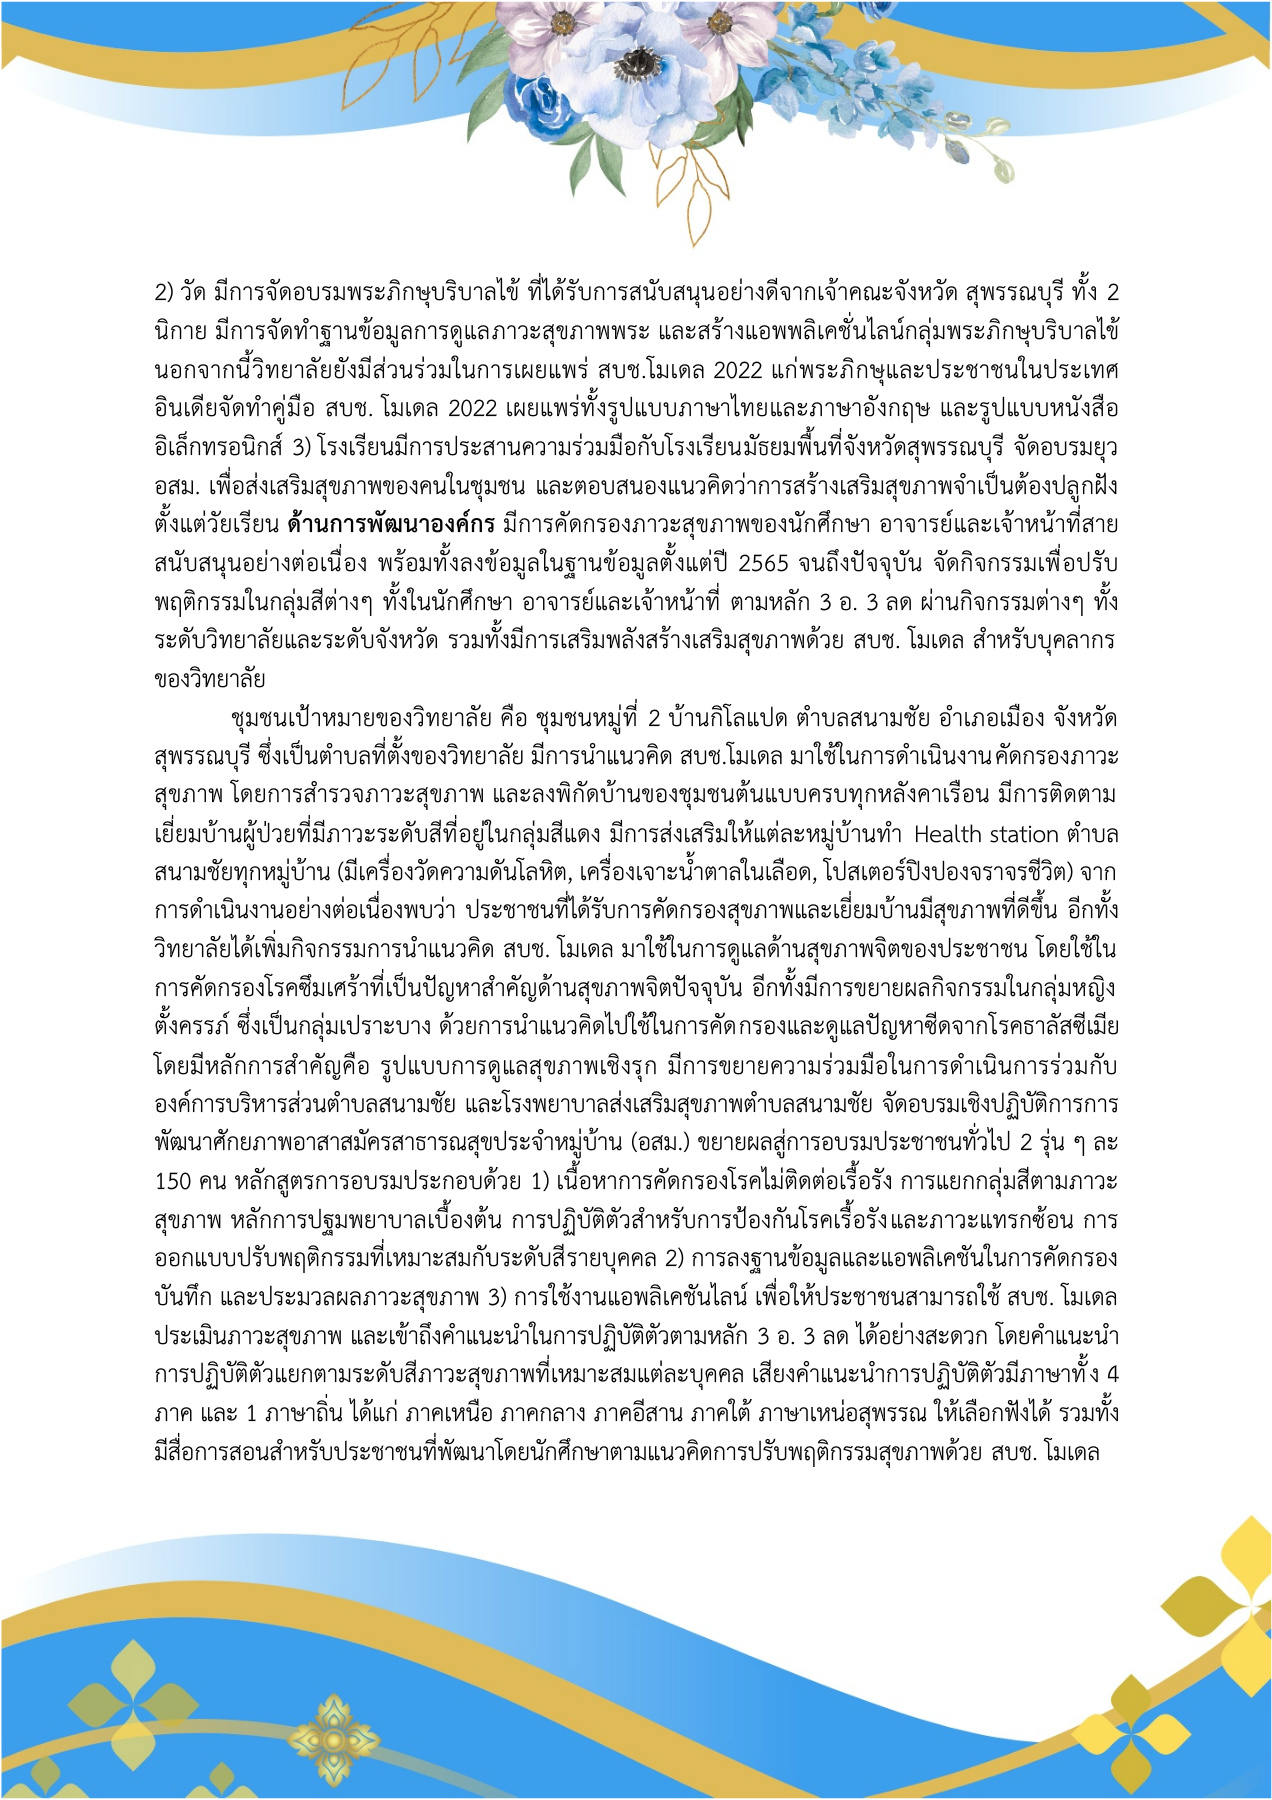 2) วัด มีการจัดอบรมพระภิกษุบริบาลไข้ ที่ได้รับการสนับสนุนอย่างดีจากเจ้าคณะจังหวัด สุพรรณบุรี ทั้ง 2
นิกาย มีการจัดทำฐานข้อมูลการดูแลภาวะสุขภาพพระ และสร้างแอพพลิเคชั่นไลน์กลุ่มพระภิกษุบริบาลไข้
นอกจากนี้วิทยาลัยยังมีส่วนร่วมในการเผยแพร่ สบช.โมเดล 2022 แก่พระภิกษุและประชาชนในประเทศ
อินเดียจัดทำคู่มือ สบช. โมเดล 2022 เผยแพร่ทั้งรูปแบบภาษาไทยและภาษาอังกฤษ และรูปแบบหนังสือ
อิเล็กทรอนิกส์ 3) โรงเรียนมีการประสานความร่วมมือกับโรงเรียนมัธยมพื้นที่จังหวัดสุพรรณบุรี จัดอบรมยุว
อสม. เพื่อส่งเสริมสุขภาพของคนในชุมชน และตอบสนองแนวคิดว่าการสร้างเสริมสุขภาพจำเป็นต้องปลูกฝัง
ตั้งแต่วัยเรียน ด้านการพัฒนาองค์กร มีการคัดกรองภาวะสุขภาพของนักศึกษา อาจารย์และเจ้าหน้าที่สาย
สนับสนุนอย่างต่อเนื่อง พร้อมทั้งลงข้อมูลในฐานข้อมูลตั้งแต่ปี 2565 จนถึงปัจจุบัน จัดกิจกรรมเพื่อปรับ
พฤติกรรมในกลุ่มสีต่างๆ ทั้งในนักศึกษา อาจารย์และเจ้าหน้าที่ ตามหลัก 3 อ. 3 ลด ผ่านกิจกรรมต่างๆ ทั้ง
ระดับวิทยาลัยและระดับจังหวัด รวมทั้งมีการเสริมพลังสร้างเสริมสุขภาพด้วย สบช. โมเดล สำหรับบุคลากร
ของวิทยาลัย
ชุมชนเป้าหมายของวิทยาลัย คือ ชุมชนหมู่ที่ 2 บ้านกิโลแปด ตำบลสนามชัย อำเภอเมือง จังหวัด
สุพรรณบุรี ซึ่งเป็นตำบลที่ตั้งของวิทยาลัย มีการนำแนวคิด สบช.โมเดล มาใช้ในการดำเนินงานคัดกรองภาวะ
สุขภาพ โดยการสำรวจภาวะสุขภาพ และลงพิกัดบ้านของชุมชนต้นแบบครบทุกหลังคาเรือน มีการติดตาม
เยี่ยมบ้านผู้ป่วยที่มีภาวะระดับสีที่อยู่ในกลุ่มสีแดง มีการส่งเสริมให้แต่ละหมู่บ้านทำ Health station ตำบล
สนามชัยทุกหมู่บ้าน (มีเครื่องวัดความดันโลหิต, เครื่องเจาะน้ำตาลในเลือด, โปสเตอร์ปิงปองจราจรชีวิต) จาก
การดำเนินงานอย่างต่อเนื่องพบว่า ประชาชนที่ได้รับการคัดกรองสุขภาพและเยี่ยมบ้านมีสุขภาพที่ดีขึ้น อีกทั้ง
วิทยาลัยได้เพิ่มกิจกรรมการนำแนวคิด สบช. โมเดล มาใช้ในการดูแลด้านสุขภาพจิตของประชาชน โดยใช้ใน
การคัดกรองโรคซึมเศร้าที่เป็นปัญหาสำคัญด้านสุขภาพจิตปัจจุบัน อีกทั้งมีการขยายผลกิจกรรมในกลุ่มหญิง
ตั้งครรภ์ ซึ่งเป็นกลุ่มเปราะบาง ด้วยการนำแนวคิดไปใช้ในการคัดกรองและดูแลปัญหาซีดจากโรคธาลัสซีเมีย
โดยมีหลักการสำคัญคือ รูปแบบการดูแลสุขภาพเชิงรุก มีการขยายความร่วมมือในการดำเนินการร่วมกับ
องค์การบริหารส่วนตำบลสนามชัย และโรงพยาบาลส่งเสริมสุขภาพตำบลสนามชัย จัดอบรมเชิงปฏิบัติการการ
พัฒนาศักยภาพอาสาสมัครสาธารณสุขประจำหมู่บ้าน (อสม.) ขยายผลสู่การอบรมประชาชนทั่วไป 2 รุ่น ๆ ละ
150 คน หลักสูตรการอบรมประกอบด้วย 1) เนื้อหาการคัดกรองโรคไม่ติดต่อเรื้อรัง การแยกกลุ่มสีตามภาวะ
สุขภาพ หลักการปฐมพยาบาลเบื้องต้น การปฏิบัติตัวสำหรับการป้องกันโรคเรื้อรังและภาวะแทรกซ้อน การ
ออกแบบปรับพฤติกรรมที่เหมาะสมกับระดับสีรายบุคคล 2) การลงฐานข้อมูลและแอพลิเคชันในการคัดกรอง
บันทึก และประมวลผลภาวะสุขภาพ 3) การใช้งานแอพลิเคชันไลน์ เพื่อให้ประชาชนสามารถใช้ สบช. โมเดล
ประเมินภาวะสุขภาพ และเข้าถึงคำแนะนำในการปฏิบัติตัวตามหลัก 3 อ. 3 ลด ได้อย่างสะดวก โดยคำแนะนำ
การปฏิบัติตัวแยกตามระดับสีภาวะสุขภาพที่เหมาะสมแต่ละบุคคล เสียงคำแนะนำการปฏิบัติตัวมีภาษาทั้ง 4
ภาค และ 1 ภาษาถิ่น ได้แก่ ภาคเหนือ ภาคกลาง ภาคอีสาน ภาคใต้ ภาษาเหน่อสุพรรณ ให้เลือกฟังได้ รวมทั้ง
มีสื่อการสอนสำหรับประชาชนที่พัฒนาโดยนักศึกษาตามแนวคิดการปรับพฤติกรรมสุขภาพด้วย สบช. โมเดล